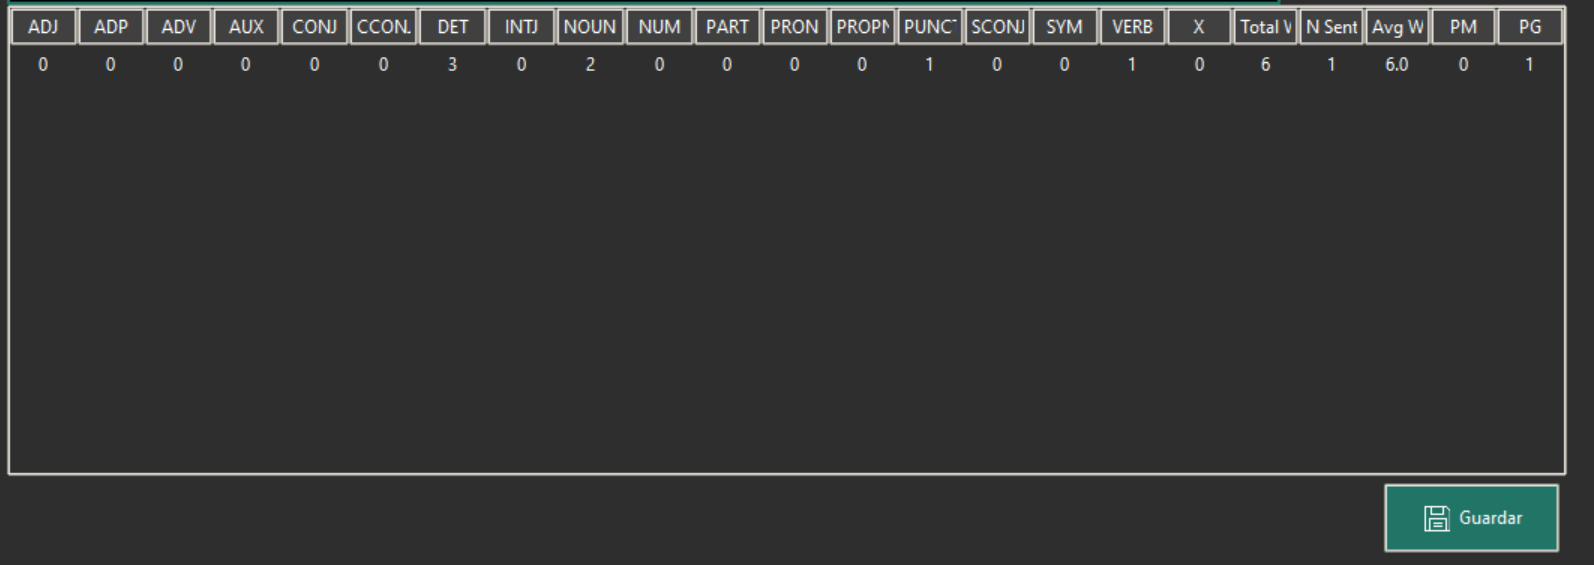 ADJ ADP ADV AUX CONJ CCONJ DET INTJ NOUN NUM PART PRON PROPN PUNCT SCONJ SYM VERB X Total N Sent Avg W PM PG
0 0 0 0 0 0 3 0 2 0 0 0 0 1 0 0 1 0 6 1 6.0 0 1
Guardar